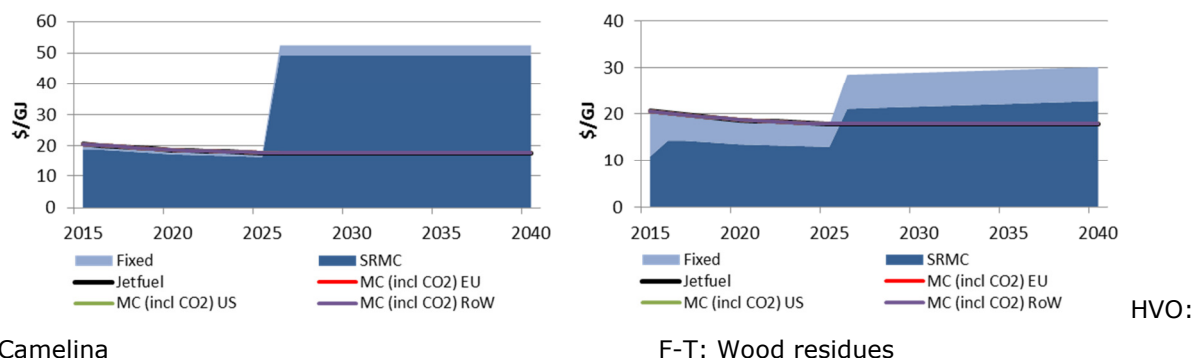 60
50
40
30
20
10
0
$/GJ
2015 2020 2025 2030 2035 2040
Fixed SRMC
Jetfuel MC (incl CO2) EU
MC (incl CO2) US MC (incl CO2) RoW
40
30
20
10
0
$/GJ
2015 2020 2025 2030 2035 2040
Fixed SRMC
Jetfuel MC (incl CO2) EU
MC (incl CO2) US MC (incl CO2) RoW
HVO:
Camelina F-T: Wood residues